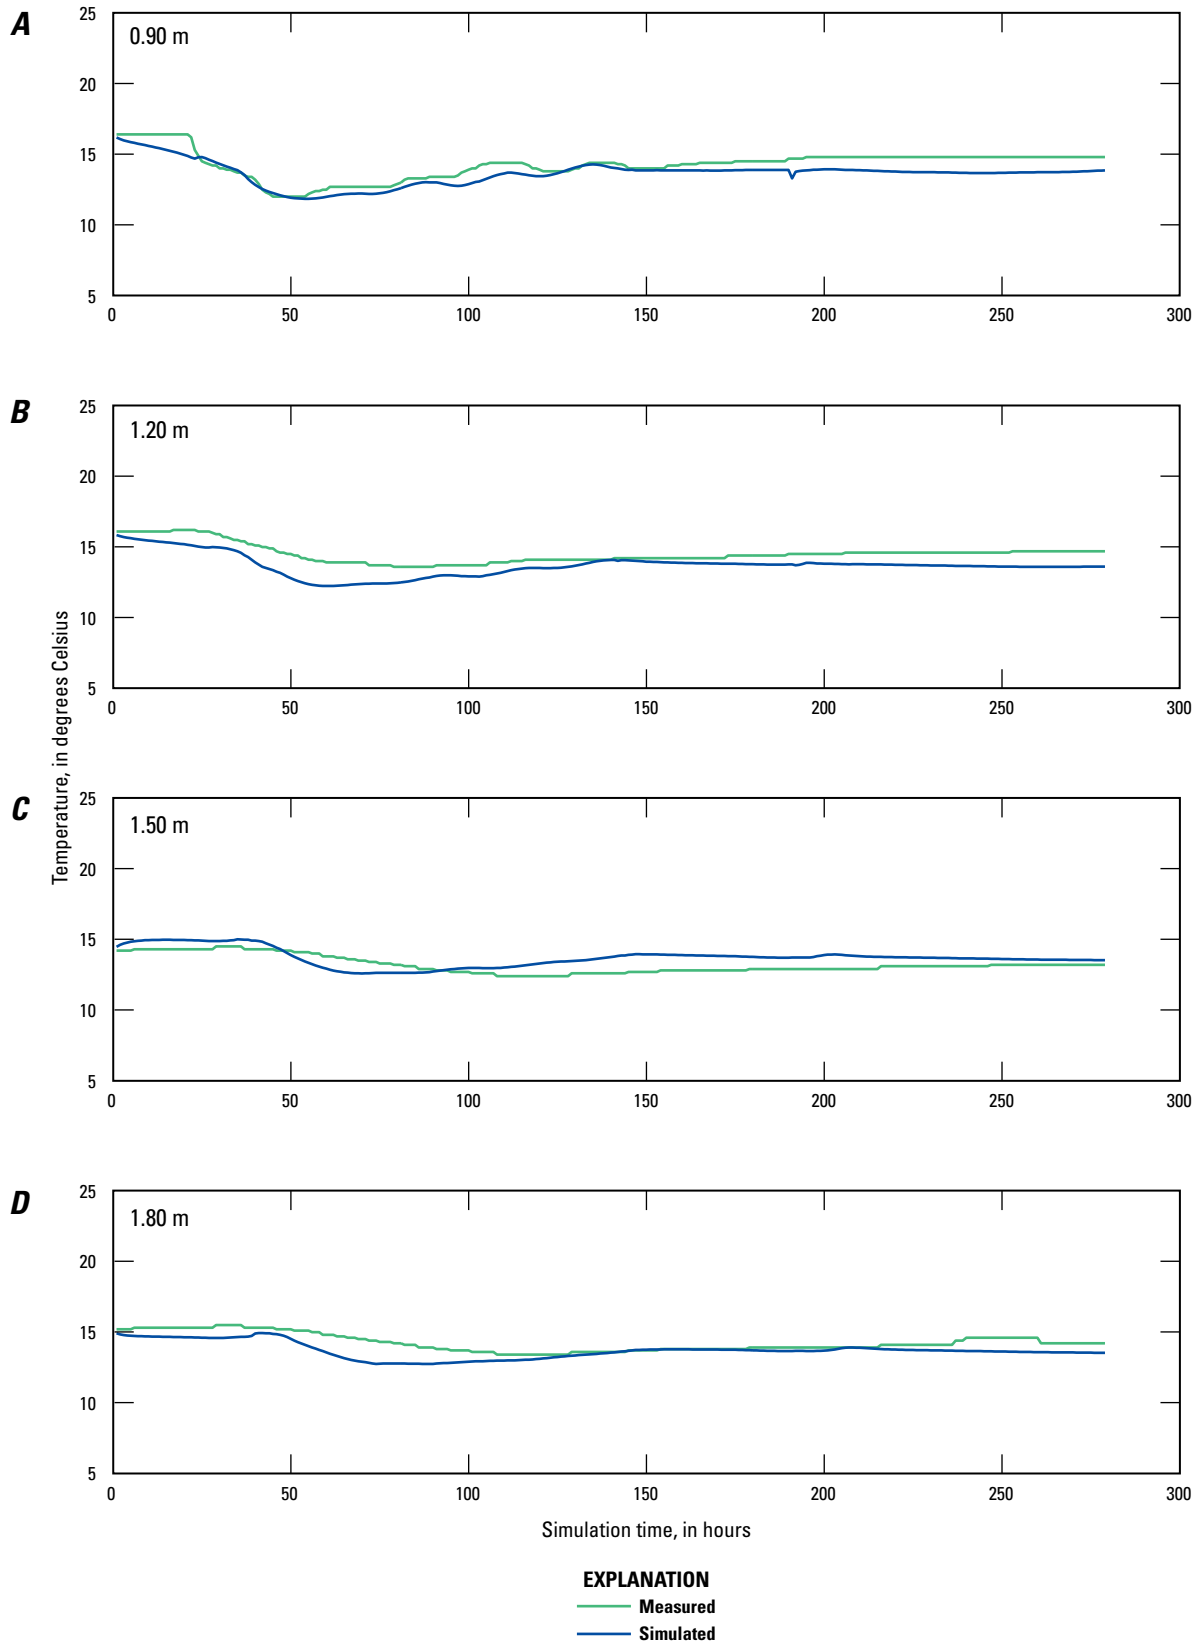 A
0.90 m
25
20
15
10
5
0 50 100 150 200 250 300
B
1.20 m
25
20
15
10
5
0 50 100 150 200 250 300
Temperature, in degrees Celsius
C
1.50 m
25
20
15
10
5
0 50 100 150 200 250 300
D
1.80 m
25
20
15
10
5
0 50 100 150 200 250 300
Simulation time, in hours
EXPLANATION
Measured
Simulated